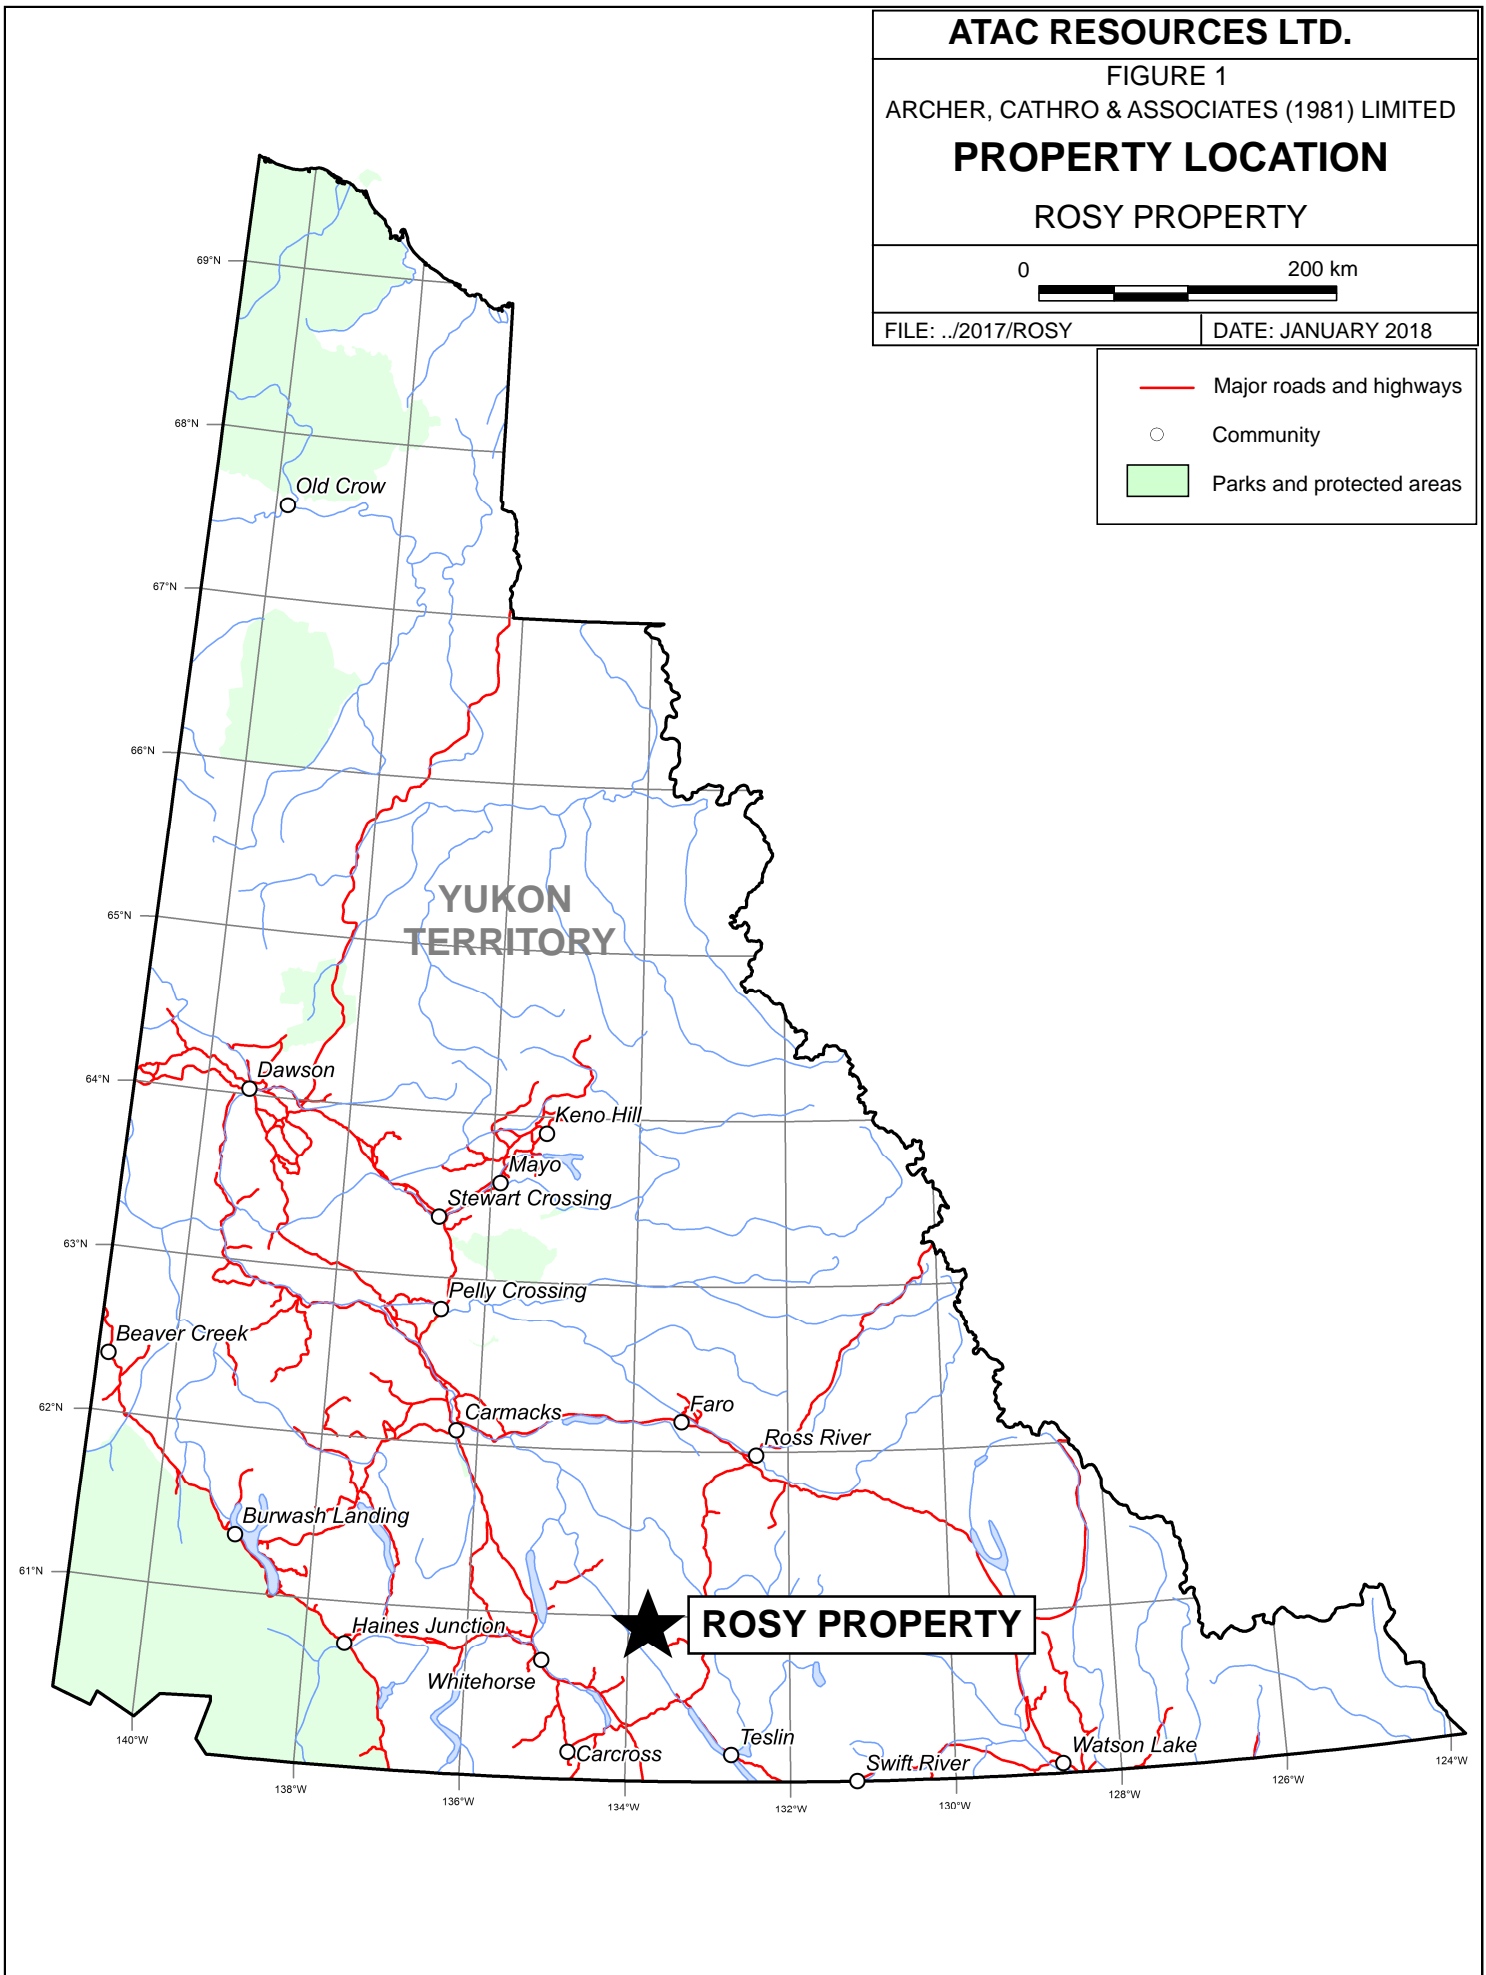 ATAC RESOURCES LTD.
FIGURE 1
ARCHER, CATHRO & ASSOCIATES (1981) LIMITED
PROPERTY LOCATION
ROSY PROPERTY
0 200 km
FILE: ../2017/ROSY DATE: JANUARY 2018
Major roads and highways
Community
Parks and protected areas
69°N
68°N
Old Crow
67°N
66°N
YUKON
TERRITORY
65°N
Dawson
64°N
Keno Hill
Mayo
Stewart Crossing
63°N
Pelly Crossing
Beaver Creek
62°N
Carmacks
Faro
Ross River
Burwash Landing
61°N
Haines Junction
ROSY PROPERTY
Whitehorse
Carcross
Teslin
Swift River
Watson Lake
140°W
138°W
136°W
134°W
132°W
130°W
128°W
126°W
124°W